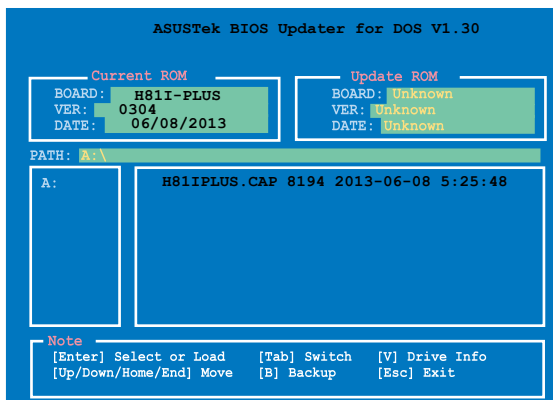 ASUSTek BIOS Updater for DOS V1.30
Current ROM
BOARD: H81I-PLUS
VER: 0304
DATE: 06/08/2013
Update ROM
BOARD: Unknown
VER: Unknown
DATE: Unknown
PATH: A:\
A:
H81IPLUS.CAP 8194 2013-06-08 5:25:48
Note
[Enter] Select or Load [Tab] Switch [V] Drive Info
[Up/Down/Home/End] Move [B] Backup [Esc] Exit